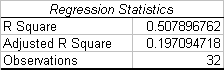 Regression Statistics
R Square 0.507896762
Adjusted R Square 0.197094718
Observations 32